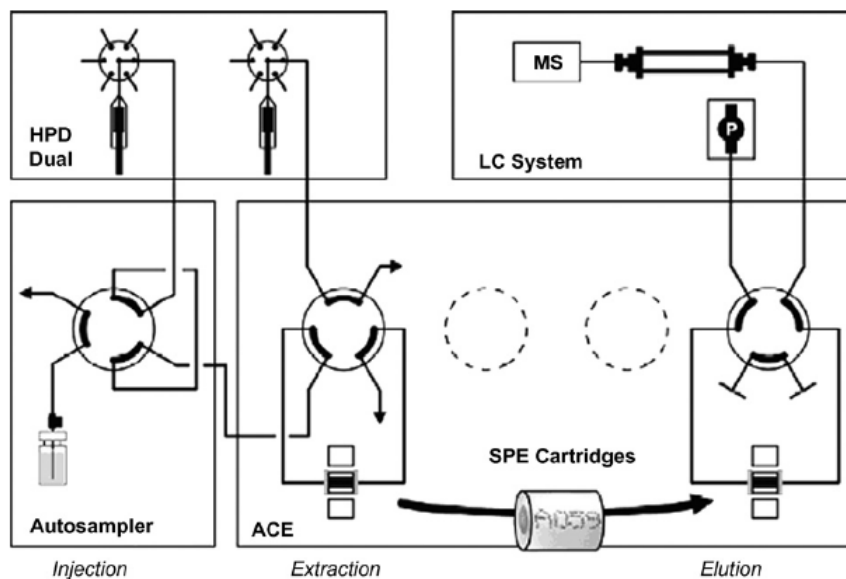 HPD
Dual
MS
P
LC System
SPE Cartridges
A059
Autosampler
ACE
Injection
Extraction
Elution